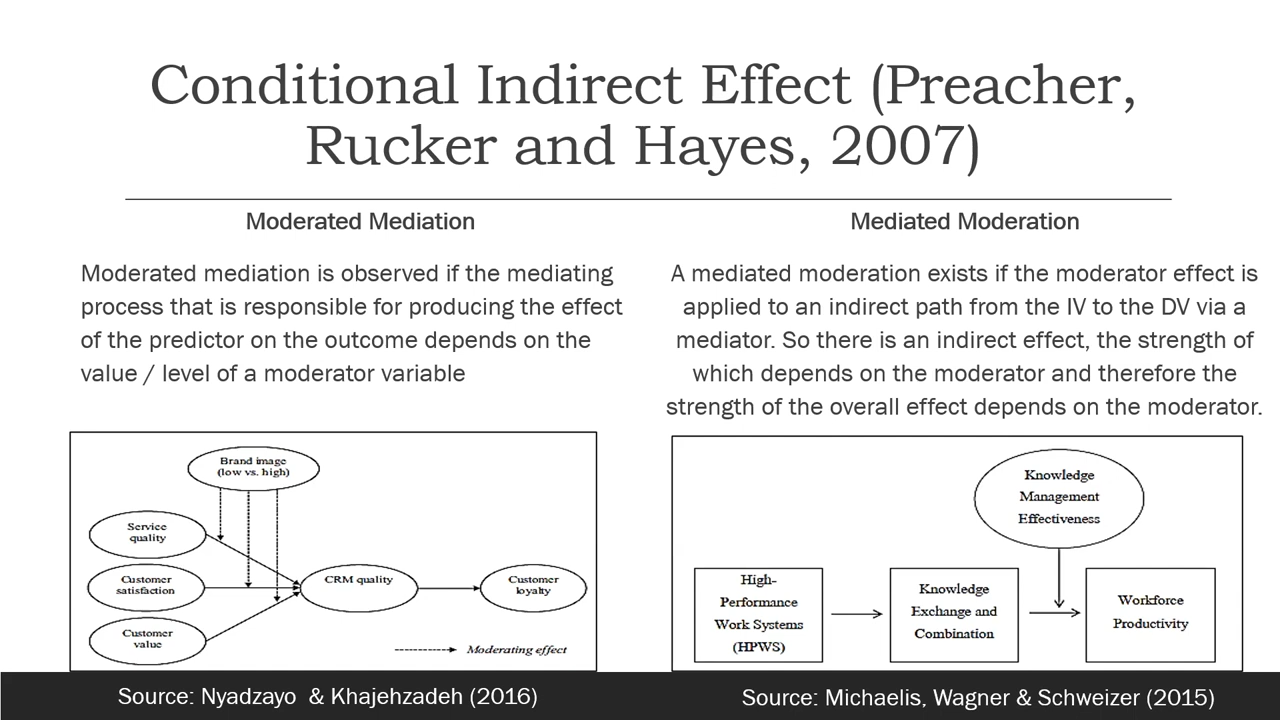 Conditional Indirect Effect (Preacher,
Rucker and Hayes, 2007)
Moderated Mediation
Moderated mediation is observed if the mediating
process that is responsible for producing the effect
of the predictor on the outcome depends on the
value / level of a moderator variable
Brand image
(low vs. high)
Service
quality
Customer
satisfaction
Customer
value
CRM quality
Customer
loyalty
Moderating effect
Source: Nyadzayo & Khajehzadeh (2016)
Mediated Moderation
A mediated moderation exists if the moderator effect is
applied to an indirect path from the IV to the DV via a
mediator. So there is an indirect effect, the strength of
which depends on the moderator and therefore the
strength of the overall effect depends on the moderator.
Knowledge
Management
Effectiveness
High-
Performance
Work Systems
(HPWS)
Knowledge
Exchange and
Combination
Workforce
Productivity
Source: Michaelis, Wagner & Schweizer (2015)